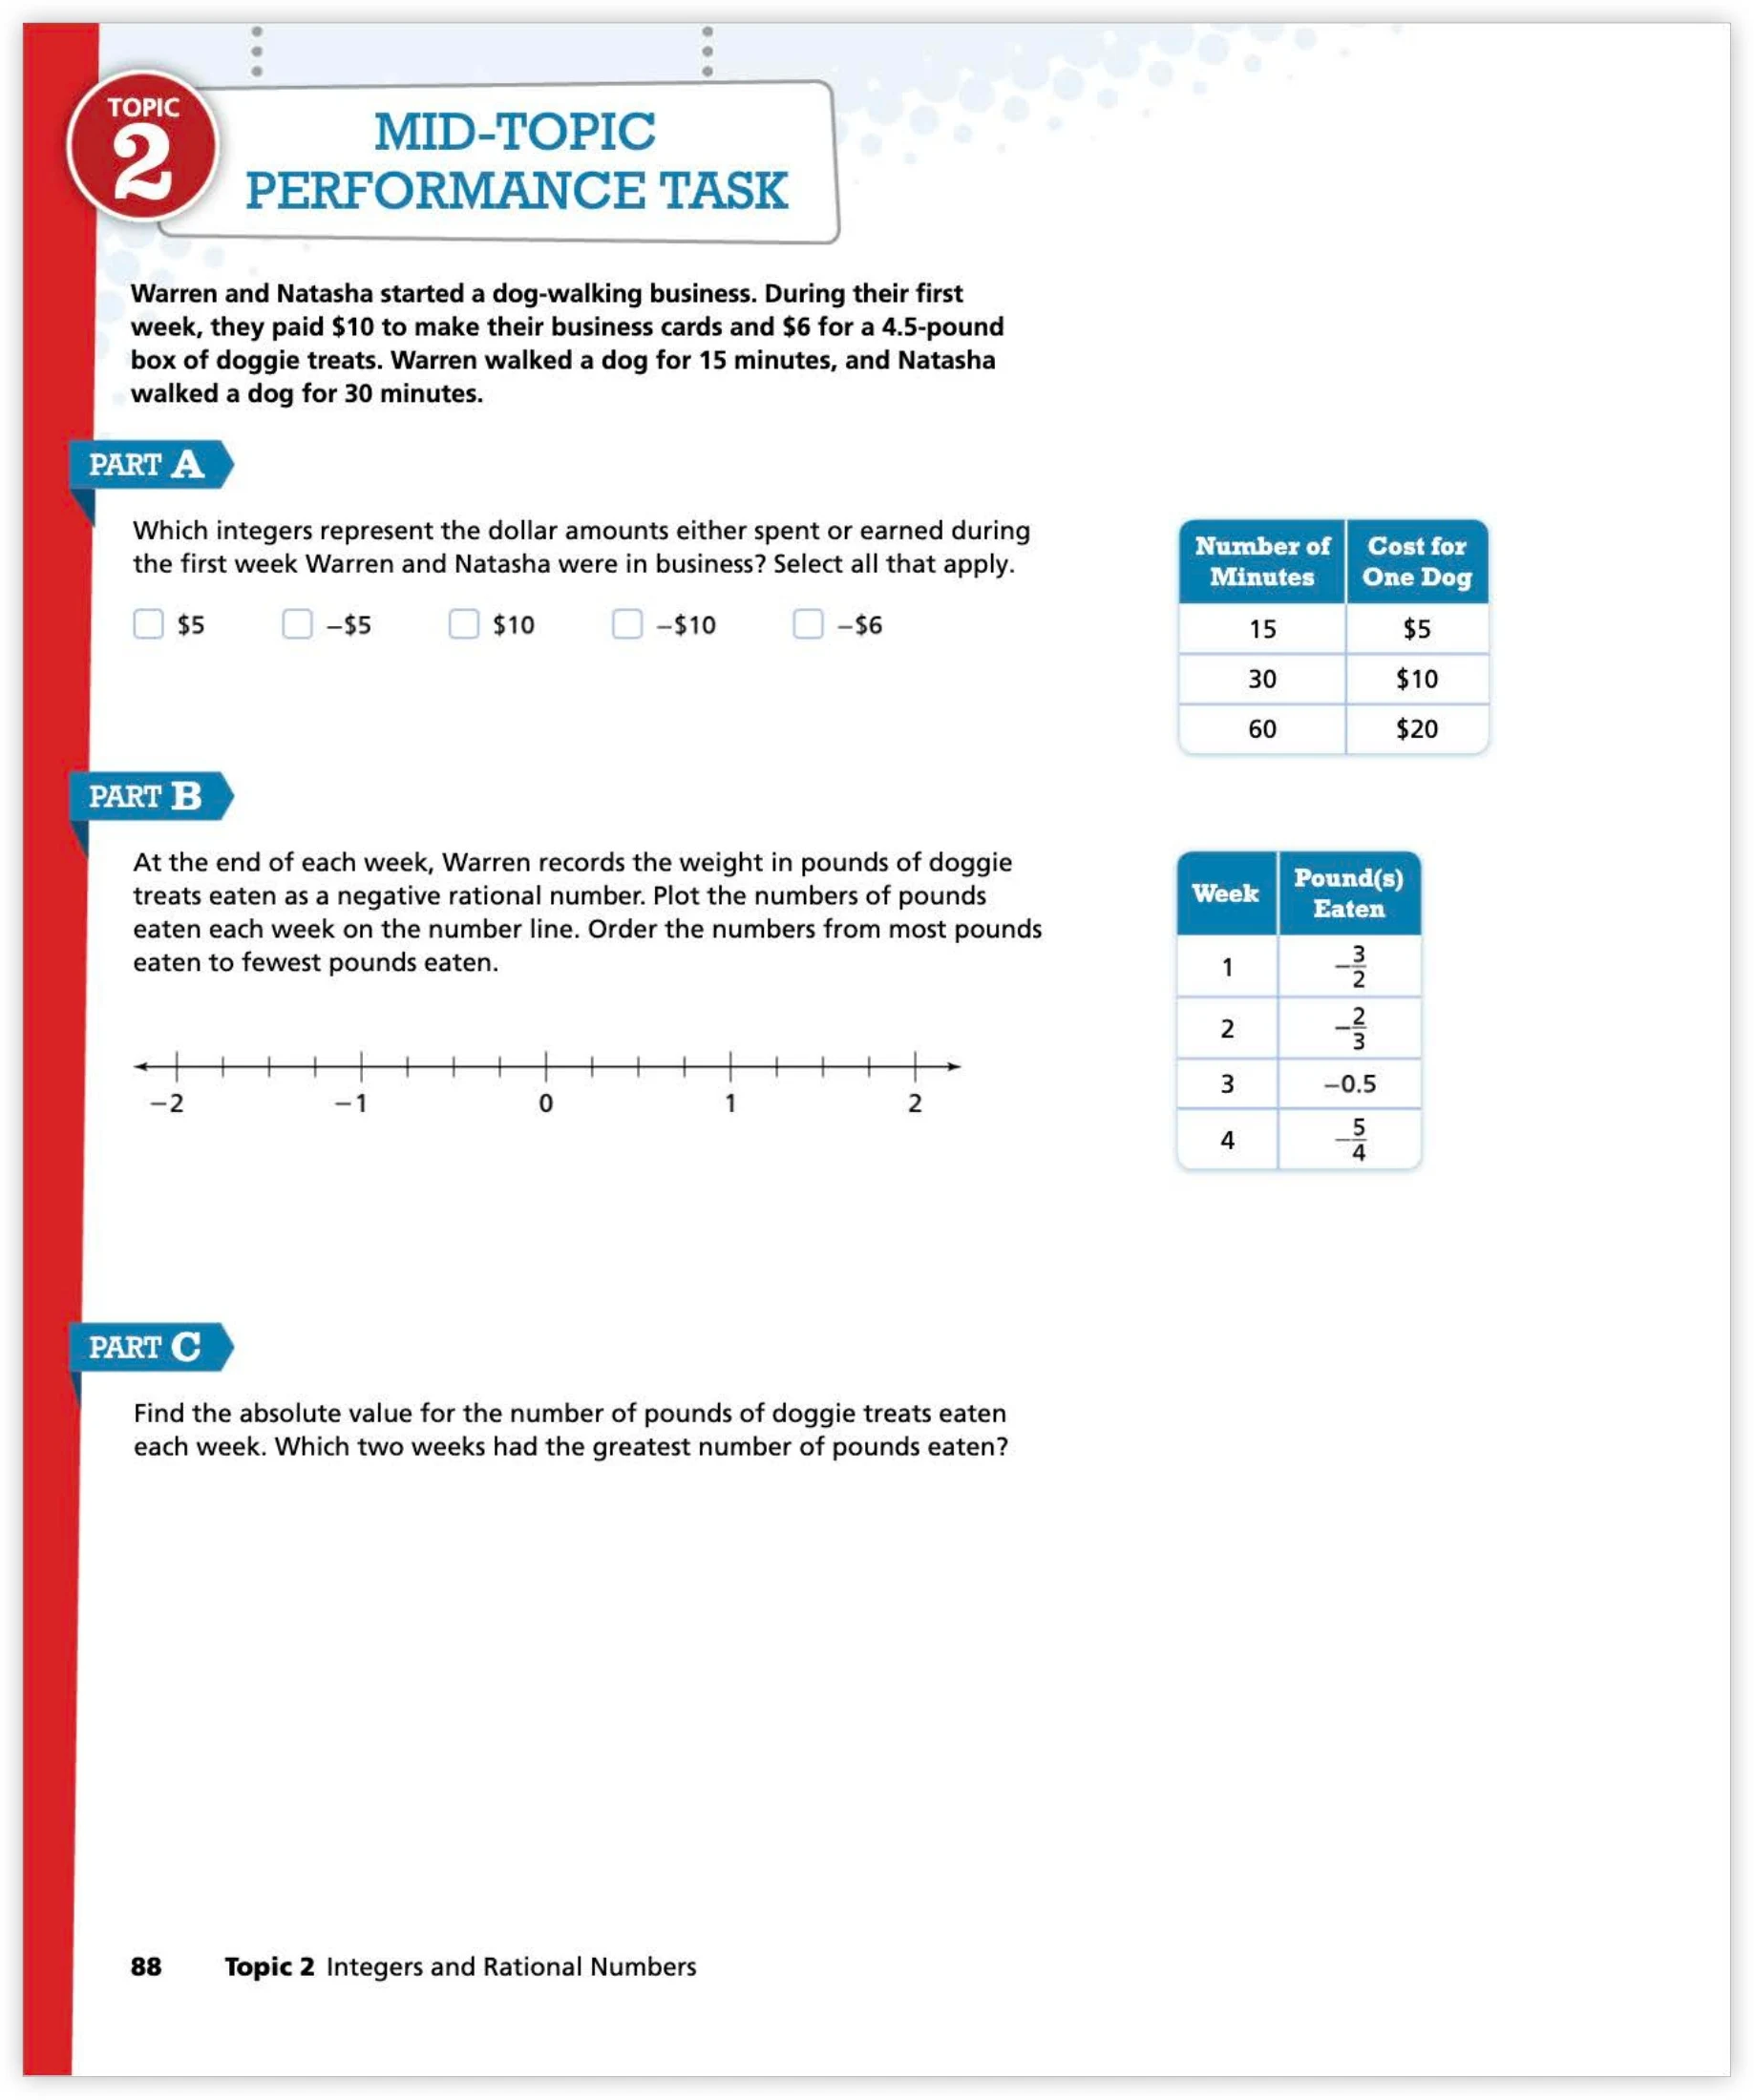 TOPIC
2
MID-TOPIC
PERFORMANCE TASK
Warren and Natasha started a dog-walking business. During their first
week, they paid $10 to make their business cards and $6 for a 4.5-pound
box of doggie treats. Warren walked a dog for 15 minutes, and Natasha
walked a dog for 30 minutes.
PART A
Which integers represent the dollar amounts either spent or earned during
the first week Warren and Natasha were in business? Select all that apply.
$5 −$5 $10 −$10 −$6
Number of Minutes Cost for One Dog
15 $5
30 $10
60 $20
PART B
At the end of each week, Warren records the weight in pounds of doggie
treats eaten as a negative rational number. Plot the numbers of pounds
eaten each week on the number line. Order the numbers from most pounds
eaten to fewest pounds eaten.
−2 −1 0 1 2
Week Pound(s) Eaten
1 −3/2
2 −2/3
3 −0.5
4 −5/4
PART C
Find the absolute value for the number of pounds of doggie treats eaten
each week. Which two weeks had the greatest number of pounds eaten?
88 Topic 2 Integers and Rational Numbers